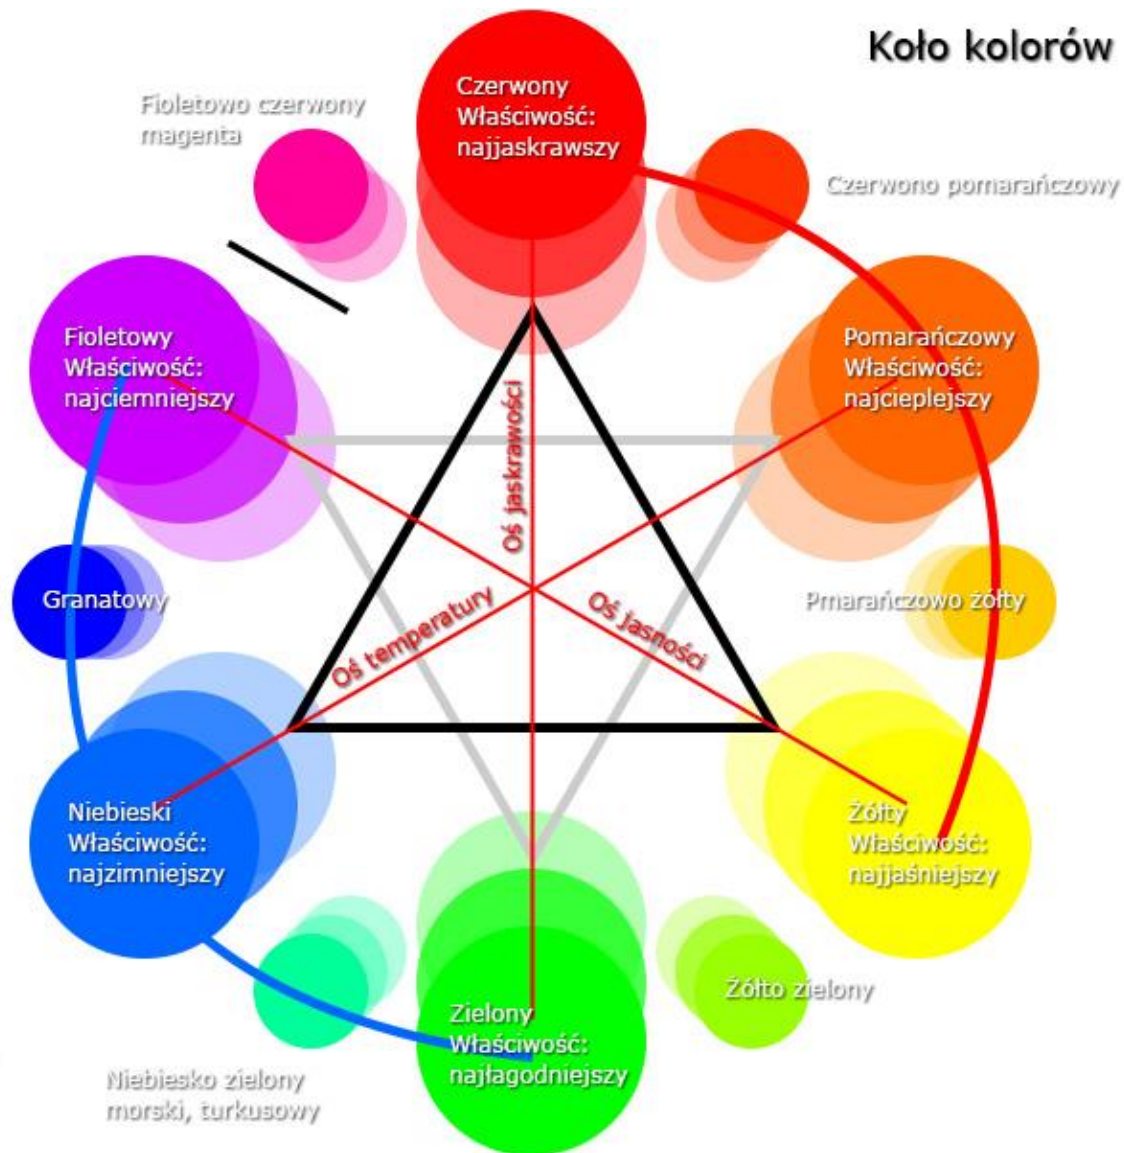 Koło kolorów
Czerwony
Właściwość:
najjaskrawszy
Fioletowo czerwony
magenta
Czerwono pomarańczowy
Fioletowy
Właściwość:
najciemniejszy
Pomarańczowy
Właściwość:
najcieplejszy
Oś jaskrawości
Granatowy
Pmarańczowo żółty
Oś temperatury
Oś jasności
Niebieski
Właściwość:
najzimniejszy
Żółty
Właściwość:
najjaśniejszy
Żółto zielony
Zielony
Właściwość:
najłagodniejszy
Niebiesko zielony
morski, turkusowy